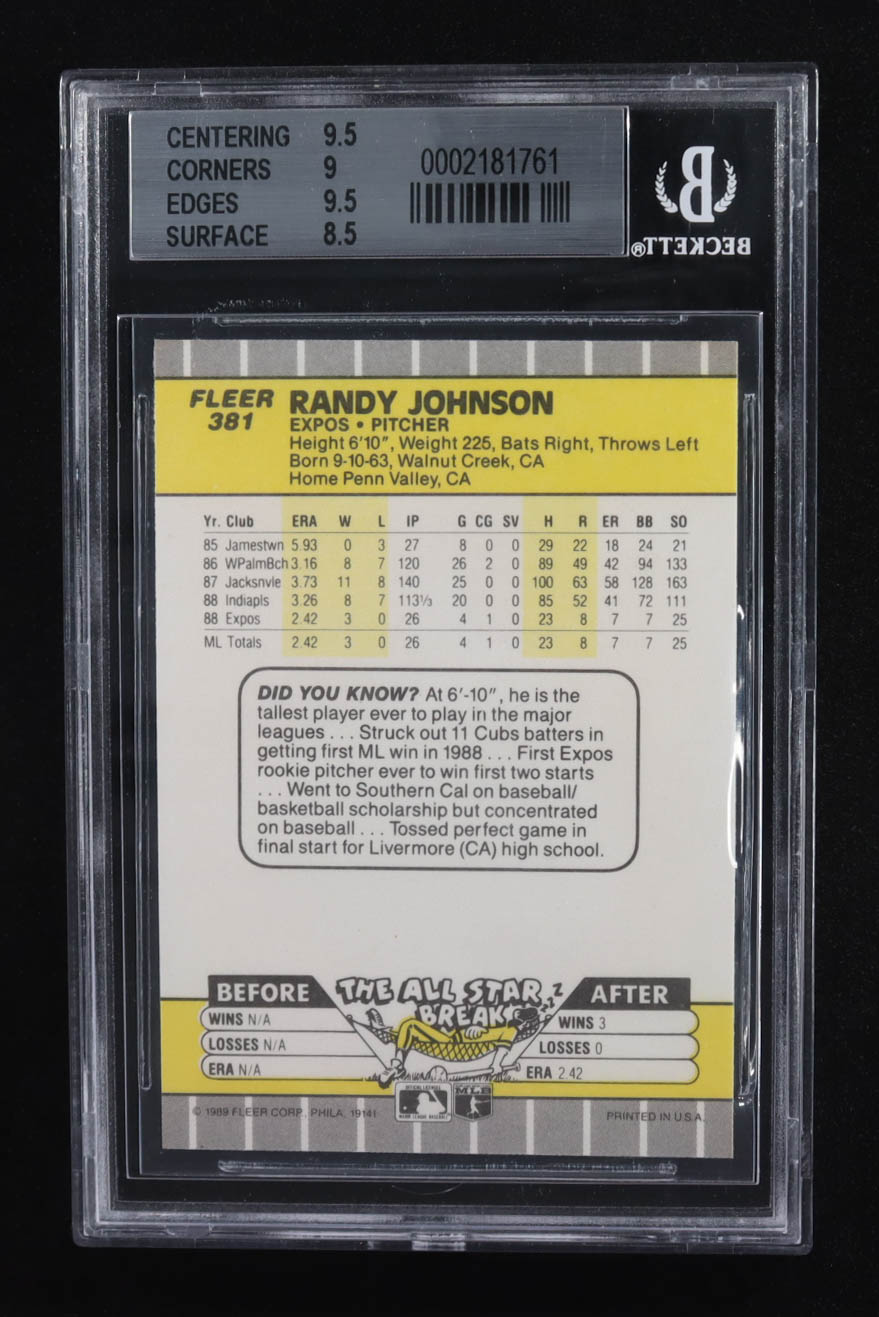 CENTERING 9.5
CORNERS 9
EDGES 9.5
SURFACE 8.5
0002181761
B
BECKETT®
FLEER
381
RANDY JOHNSON
EXPOS • PITCHER
Height 6'10", Weight 225, Bats Right, Throws Left
Born 9-10-63, Walnut Creek, CA
Home Penn Valley, CA
Yr. Club ERA W L IP G CG SV H R ER BB SO
85 Jamestwn 5.93 0 3 27 8 0 0 29 22 18 24 21
86 WPalmBch 3.16 8 7 120 26 2 0 89 49 42 94 133
87 Jacksnvle 3.73 11 8 140 25 0 0 100 63 58 128 163
88 Indiapls 3.26 8 7 113⅓ 20 0 0 85 52 41 72 111
88 Expos 2.42 3 0 26 4 1 0 23 8 7 7 25
ML Totals 2.42 3 0 26 4 1 0 23 8 7 7 25
DID YOU KNOW? At 6'-10", he is the
tallest player ever to play in the major
leagues . . . Struck out 11 Cubs batters in
getting first ML win in 1988 . . . First Expos
rookie pitcher ever to win first two starts
. . . Went to Southern Cal on baseball/
basketball scholarship but concentrated
on baseball . . . Tossed perfect game in
final start for Livermore (CA) high school.
BEFORE THE ALL STAR BREAK ZZZ AFTER
WINS N/A
LOSSES N/A
ERA N/A
WINS 3
LOSSES 0
ERA 2.42
OFFICIAL LICENSEE
MAJOR LEAGUE BASEBALL
MLB
© 1989 FLEER CORP., PHILA. 19141
PRINTED IN U.S.A.